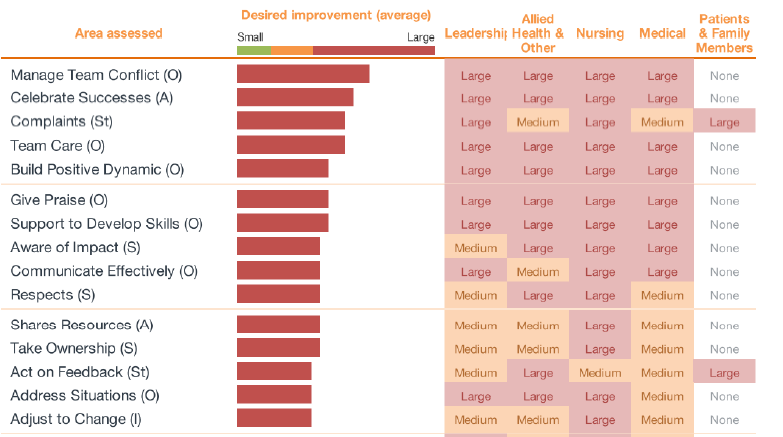 Area assessed
Desired improvement (average)
Small Large
Leadership
Allied
Health &
Other
Nursing
Medical
Patients
& Family
Members
Manage Team Conflict (O) Large Large Large Large None
Celebrate Successes (A) Large Large Large Large None
Complaints (St) Large Medium Large Medium Large
Team Care (O) Large Large Large Large None
Build Positive Dynamic (O) Large Large Large Large None
Give Praise (O) Large Large Large Large None
Support to Develop Skills (O) Large Large Large Large None
Aware of Impact (S) Medium Large Large Large None
Communicate Effectively (O) Large Medium Large Large None
Respects (S) Medium Large Large Medium None
Shares Resources (A) Medium Medium Large Medium None
Take Ownership (S) Medium Medium Large Medium None
Act on Feedback (St) Medium Large Medium Medium Large
Address Situations (O) Large Large Large Medium None
Adjust to Change (I) Medium Medium Large Medium None